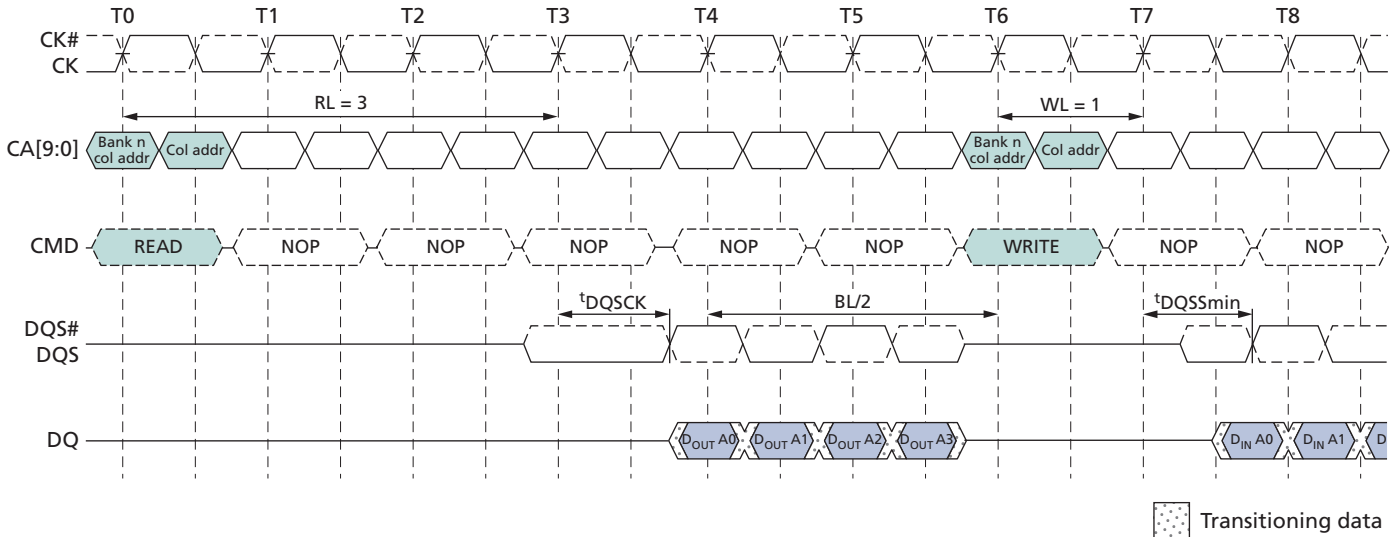 T0 T1 T2 T3 T4 T5 T6 T7 T8
CK#
CK
RL = 3 WL = 1
CA[9:0] Bank n col addr Col addr Bank n col addr Col addr
CMD READ NOP NOP NOP NOP NOP WRITE NOP NOP
tDQSCK BL/2 tDQSSmin
DQS#
DQS
DQ DOUT A0 DOUT A1 DOUT A2 DOUT A3 DIN A0 DIN A1 D
Transitioning data